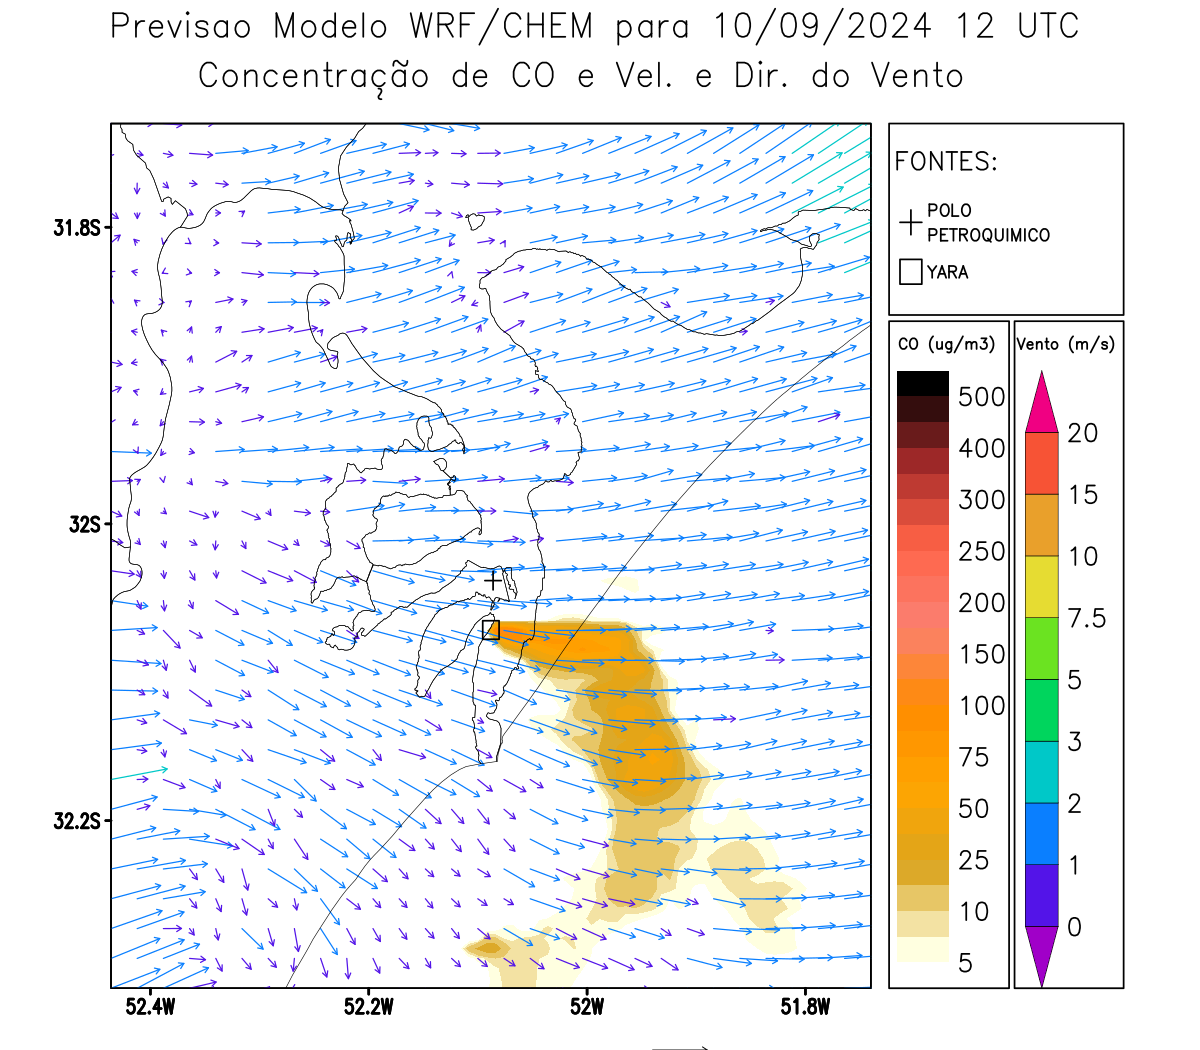 Previsao Modelo WRF/CHEM para 10/09/2024 12 UTC
Concentração de CO e Vel. e Dir. do Vento
FONTES:
POLO
PETROQUIMICO
YARA
CO (ug/m3)
500
400
300
250
200
150
100
75
50
25
10
5
Vento (m/s)
20
15
10
7.5
5
3
2
1
0
31.8S
32S
32.2S
52.4W
52.2W
52W
51.8W